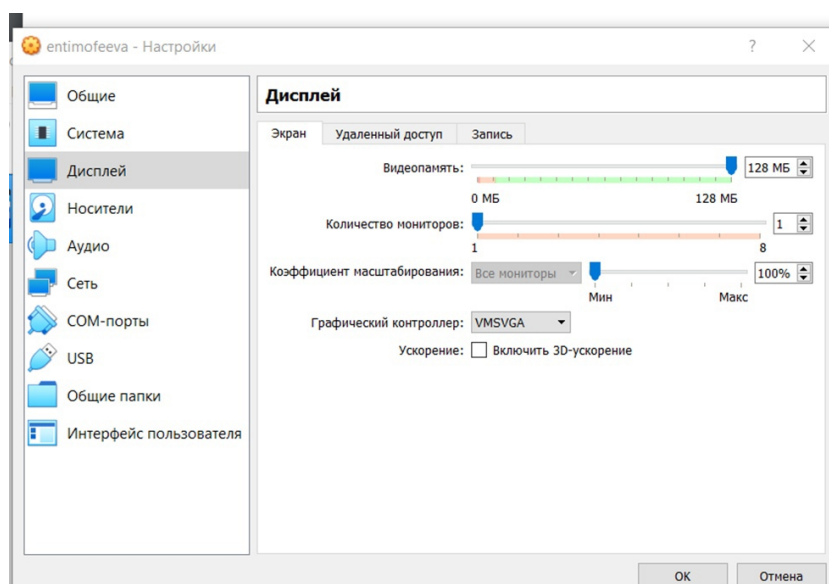 entimofeeva - Настройки
?
Общие
Система
Дисплей
Носители
Аудио
Сеть
COM-порты
USB
Общие папки
Интерфейс пользователя
Дисплей
Экран Удаленный доступ Запись
Видеопамять: 128 МБ
0 МБ 128 МБ
Количество мониторов: 1
1 8
Коэффициент масштабирования: Все мониторы 100%
Мин Макс
Графический контроллер: VMSVGA
Ускорение: Включить 3D-ускорение
ОК Отмена